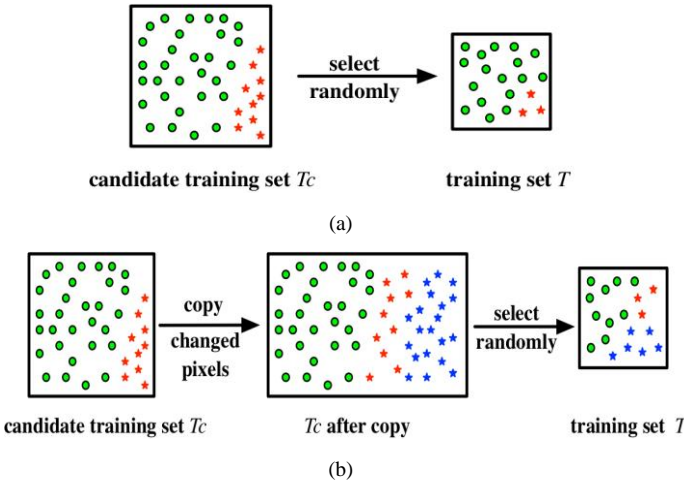 select
randomly
candidate training set Tc
training set T
(a)
copy
changed
pixels
select
randomly
candidate training set Tc
Tc after copy
training set T
(b)